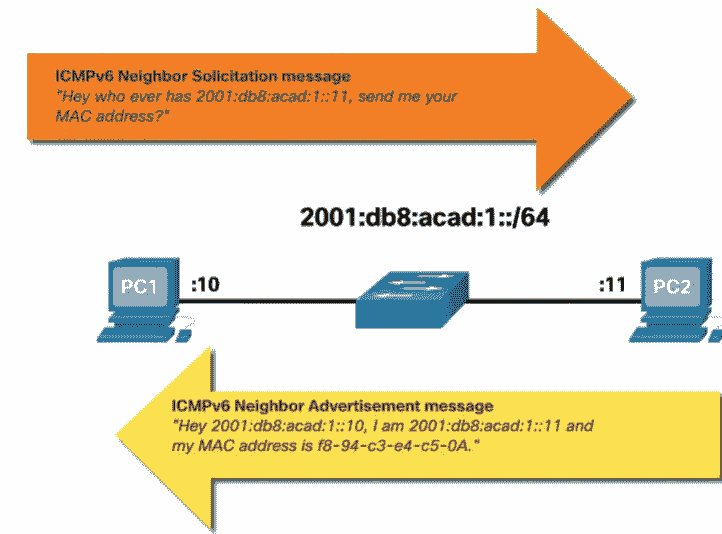 ICMPv6 Neighbor Solicitation message
"Hey who ever has 2001:db8:acad:1::11, send me your
MAC address?"
2001:db8:acad:1::/64
PC1
:10
:11
PC2
ICMPv6 Neighbor Advertisement message
"Hey 2001:db8:acad:1::10, I am 2001:db8:acad:1::11 and
my MAC address is f8-94-c3-e4-c5-0A."